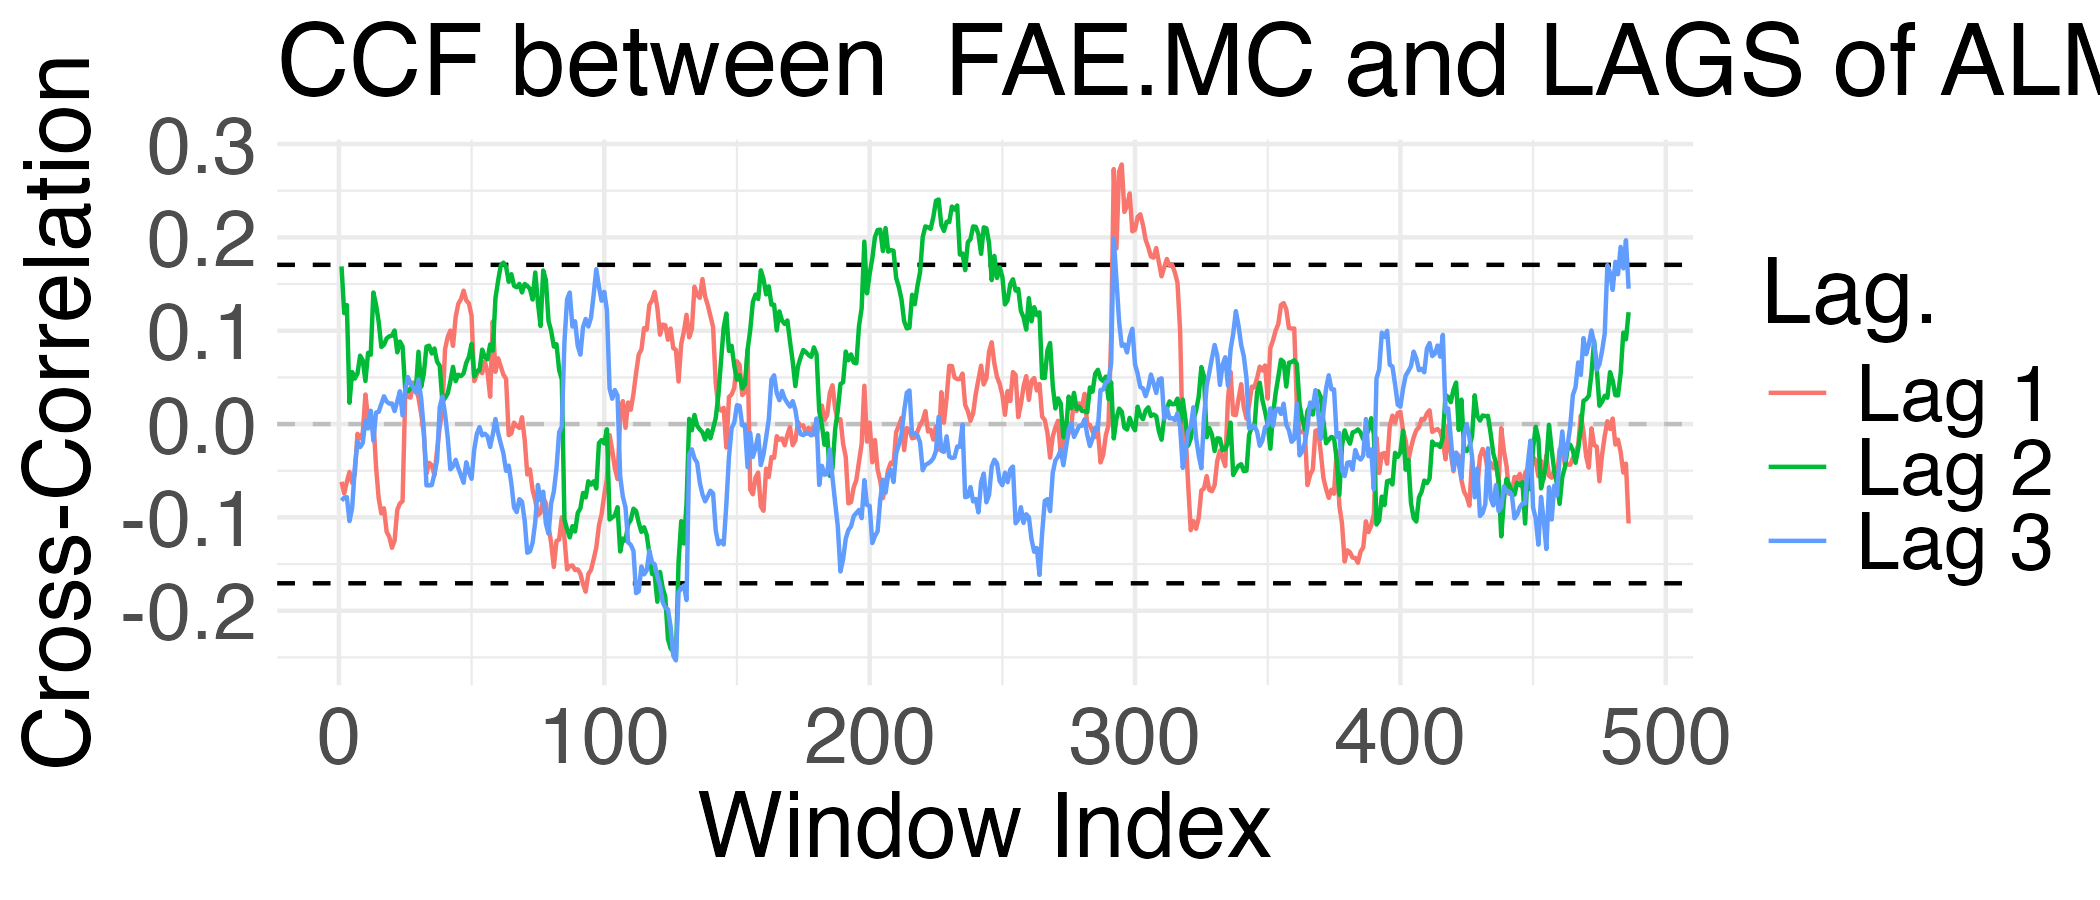 CCF between FAE.MC and LAGS of ALM
Cross-Correlation
0.3
0.2
0.1
0.0
-0.1
-0.2
0
100
200
300
400
500
Window Index
Lag.
Lag 1
Lag 2
Lag 3